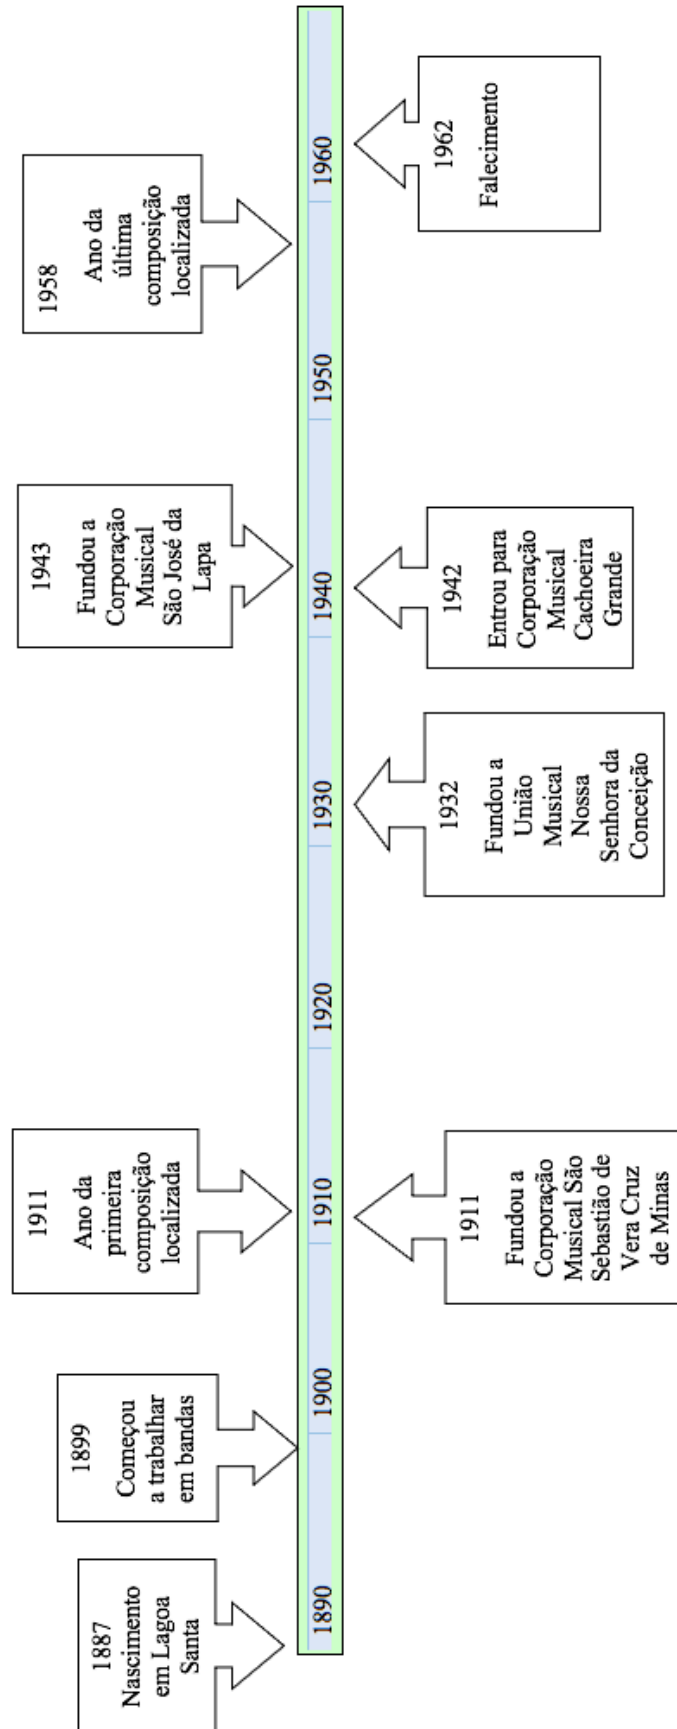 1887
Nascimento
em Lagoa
Santa
1899
Começou
a trabalhar
em bandas
1911
Ano da
primeira
composição
localizada
1943
Fundou a
Corporação
Musical
São José da
Lapa
1958
Ano da
última
composição
localizada
1890
1900
1910
1920
1930
1940
1950
1960
1911
Fundou a
Corporação
Musical São
Sebastião de
Vera Cruz
de Minas
1932
Fundou a
União
Musical
Nossa
Senhora da
Conceição
1942
Entrou para
Corporação
Musical
Cachoeira
Grande
1962
Falecimento